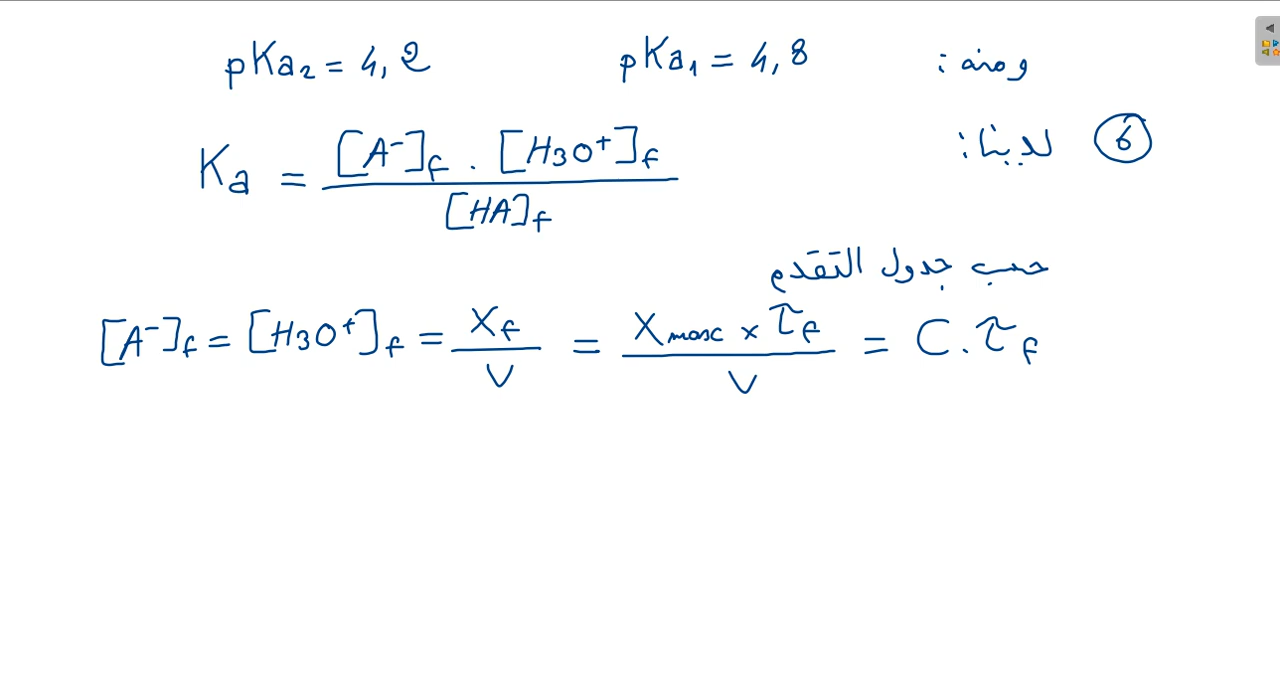 ومنه : pKa₁ = 4,8 pKa₂ = 4,2
⑥ لدينا :
Ka = [A⁻]f . [H₃O⁺]f / [HA]f
حسب جدول التقدم
[A⁻]f = [H₃O⁺]f = Xf / V = Xmax × τf / V = C . τf